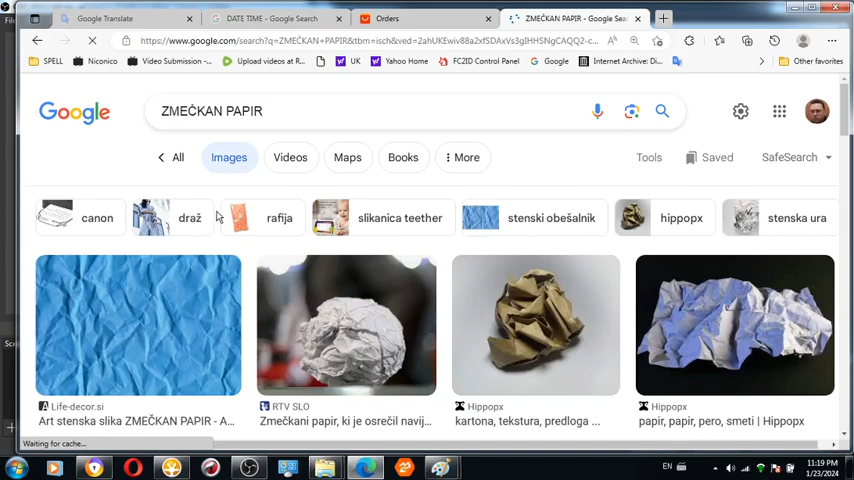 Google Translate
DATE TIME - Google Search
Orders
ZMEČKAN PAPIR - Google Sea
https://www.google.com/search?q=ZMEČKAN+PAPIR&tbm=isch&ved=2ahUKEwiv88a2xfSDAxVs3gIHHSNgCAQQ2-c...
SPELL
Niconico
Video Submission -...
Upload videos at R...
UK
Yahoo Home
FC2ID Control Panel
Google
Internet Archive: Di...
Other favorites
Google
ZMEČKAN PAPIR
All
Images
Videos
Maps
Books
More
Tools
Saved
SafeSearch
canon
draž
rafija
slikanica teether
stenski obešalnik
hippopx
stenska ura
Life-decor.si
Art stenska slika ZMEČKAN PAPIR - A...
RTV SLO
Zmečkani papir, ki je osrečil navij...
Hippopx
kartona, tekstura, predloga ...
Hippopx
papir, papir, pero, smeti | Hippopx
Waiting for cache...
EN
11:19 PM
1/23/2024